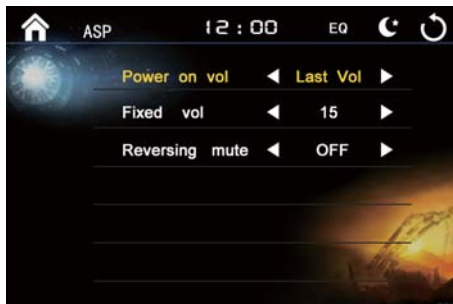 ASP 12:00 EQ
Power on vol Last Vol
Fixed vol 15
Reversing mute OFF